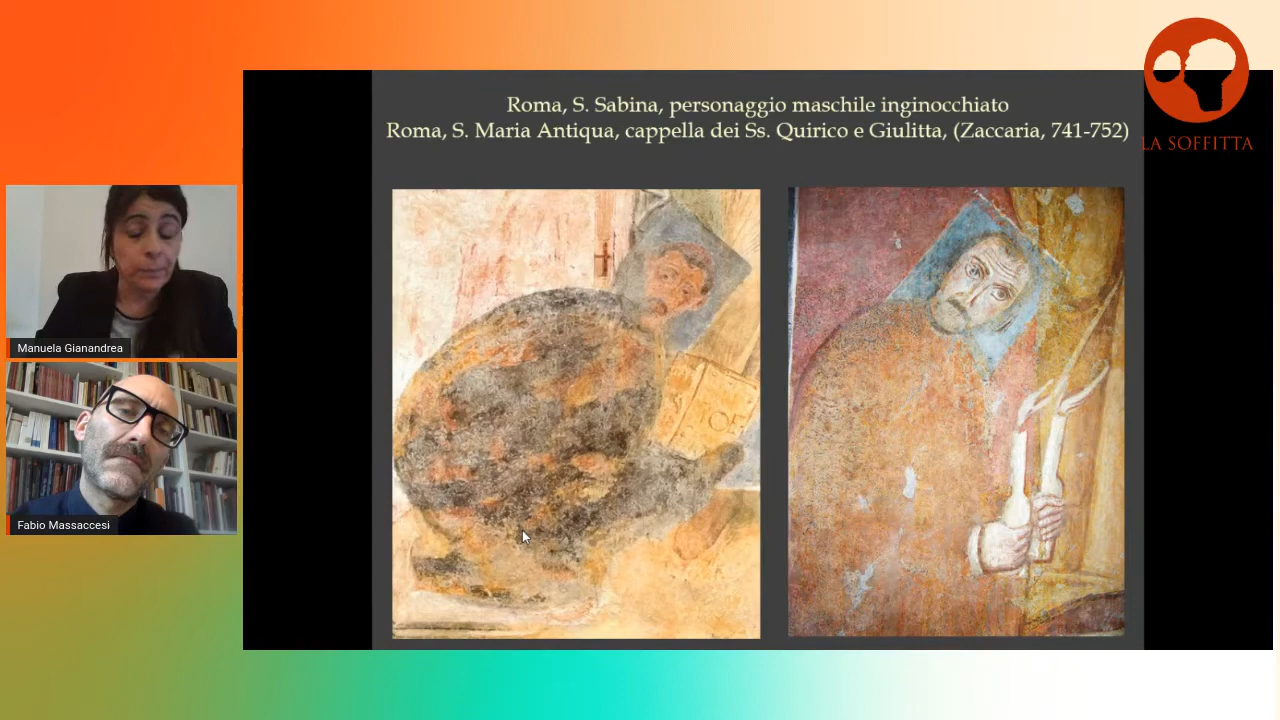 Roma, S. Sabina, personaggio maschile inginocchiato
Roma, S. Maria Antiqua, cappella dei Ss. Quirico e Giulitta, (Zaccaria, 741-752)
LA SOFFITTA
Manuela Gianandrea
Fabio Massaccesi